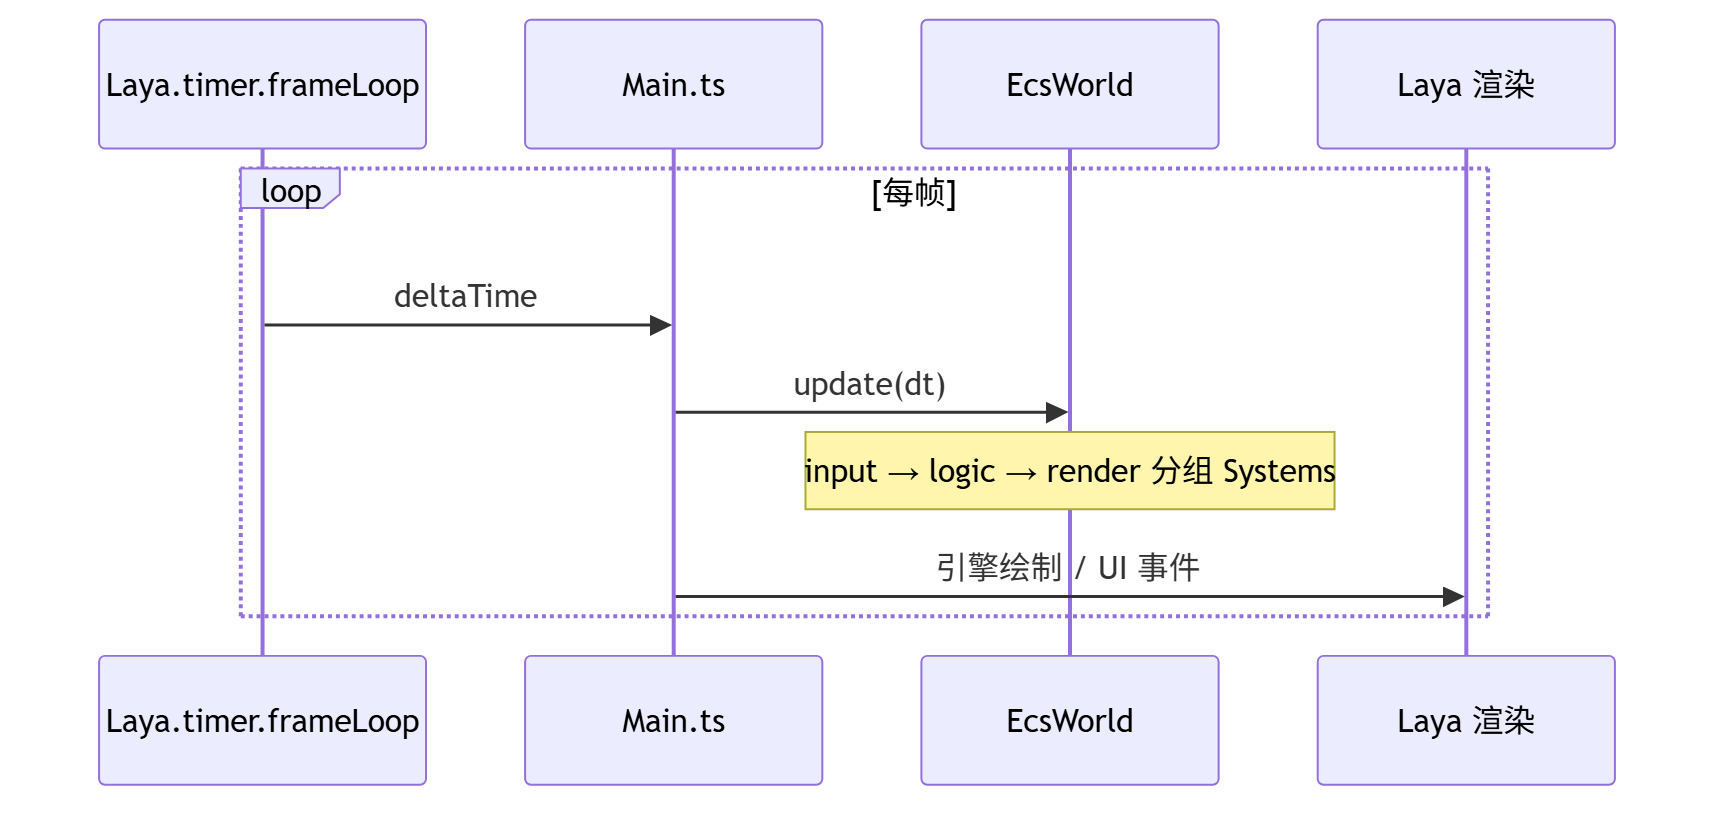 Laya.timer.frameLoop
Main.ts
EcsWorld
Laya 渲染
loop
[每帧]
deltaTime
update(dt)
input → logic → render 分组 Systems
引擎绘制 / UI 事件
Laya.timer.frameLoop
Main.ts
EcsWorld
Laya 渲染